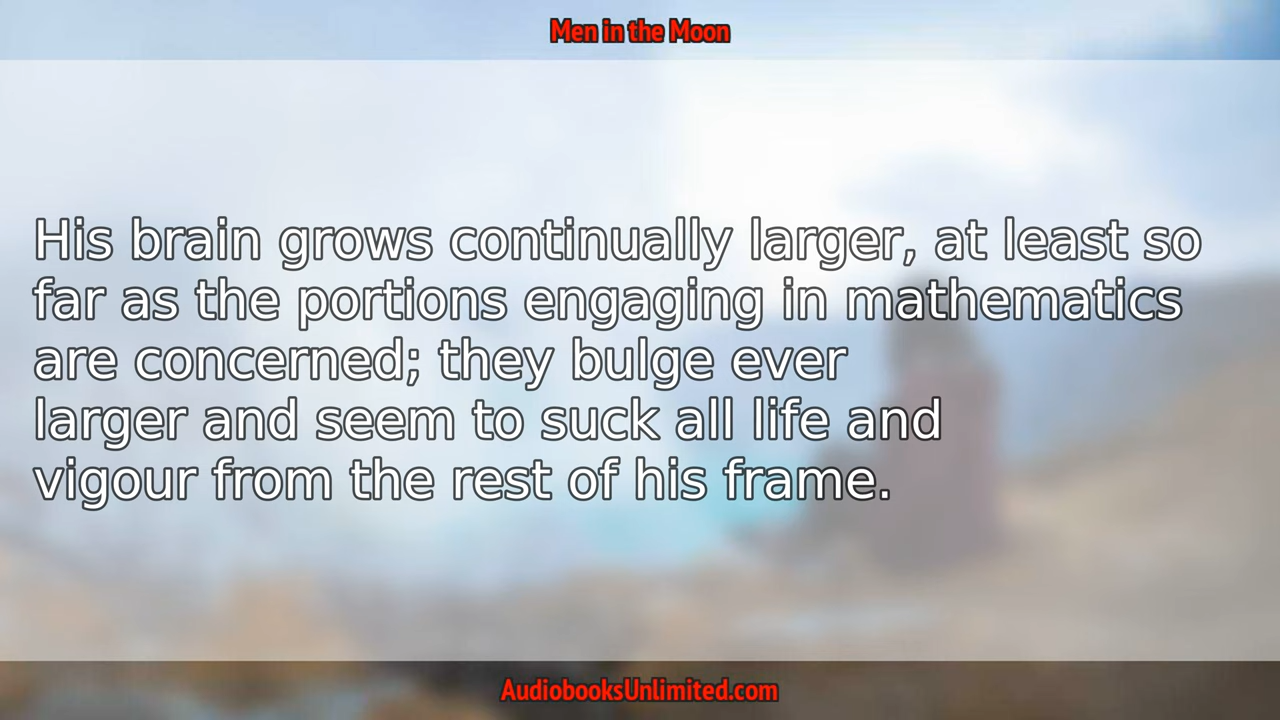 Men in the Moon
His brain grows continually larger, at least so
far as the portions engaging in mathematics
are concerned; they bulge ever
larger and seem to suck all life and
vigour from the rest of his frame.
AudiobooksUnlimited.com